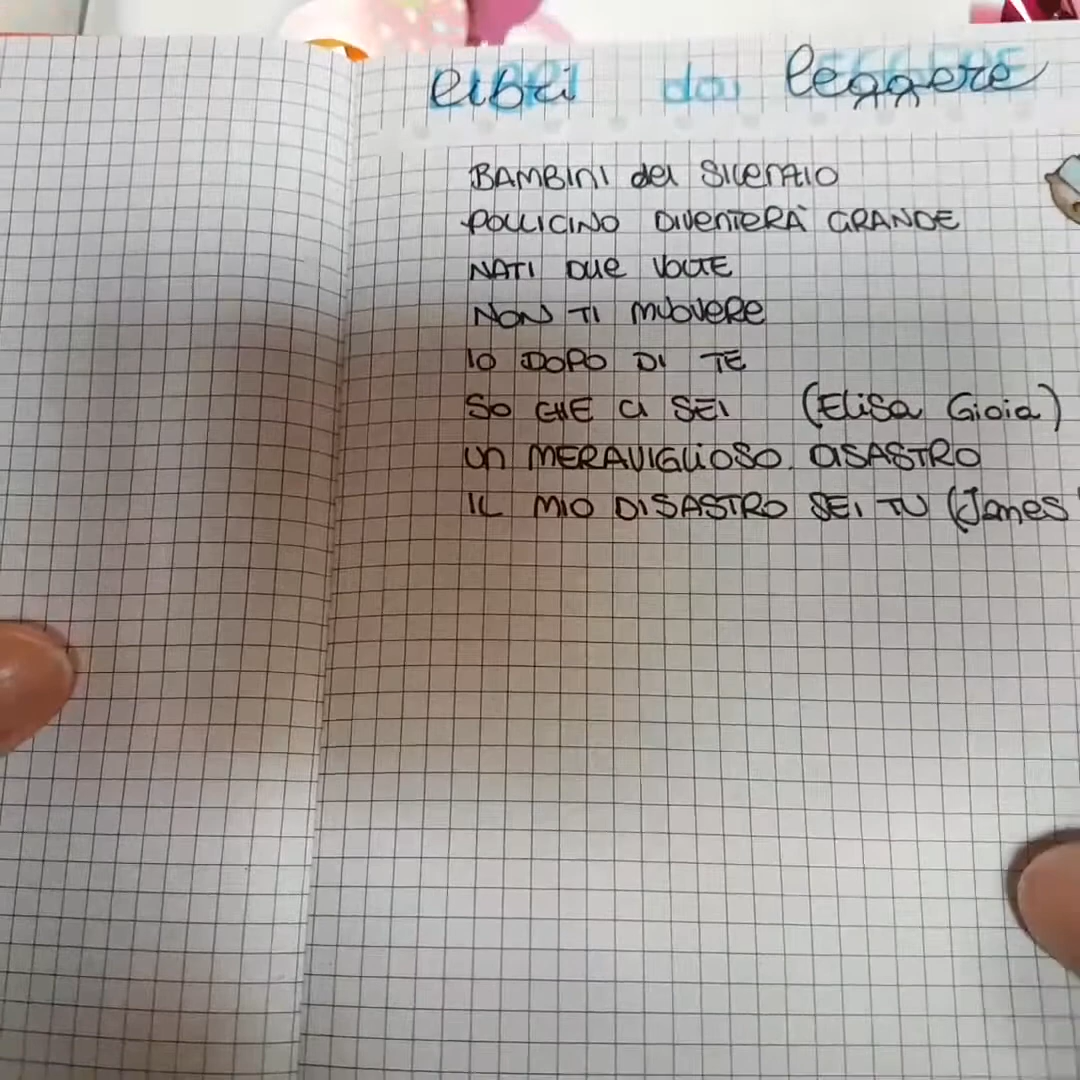 libri da leggere
BAMBINI del SILENZIO
POLLICINO DIVENTERÀ GRANDE
NATI DUE VOLTE
NON TI MUOVERE
IO DOPO DI TE
SO CHE CI SEI (Elisa Gioia)
UN MERAVIGLIOSO DISASTRO
IL MIO DISASTRO SEI TU (James